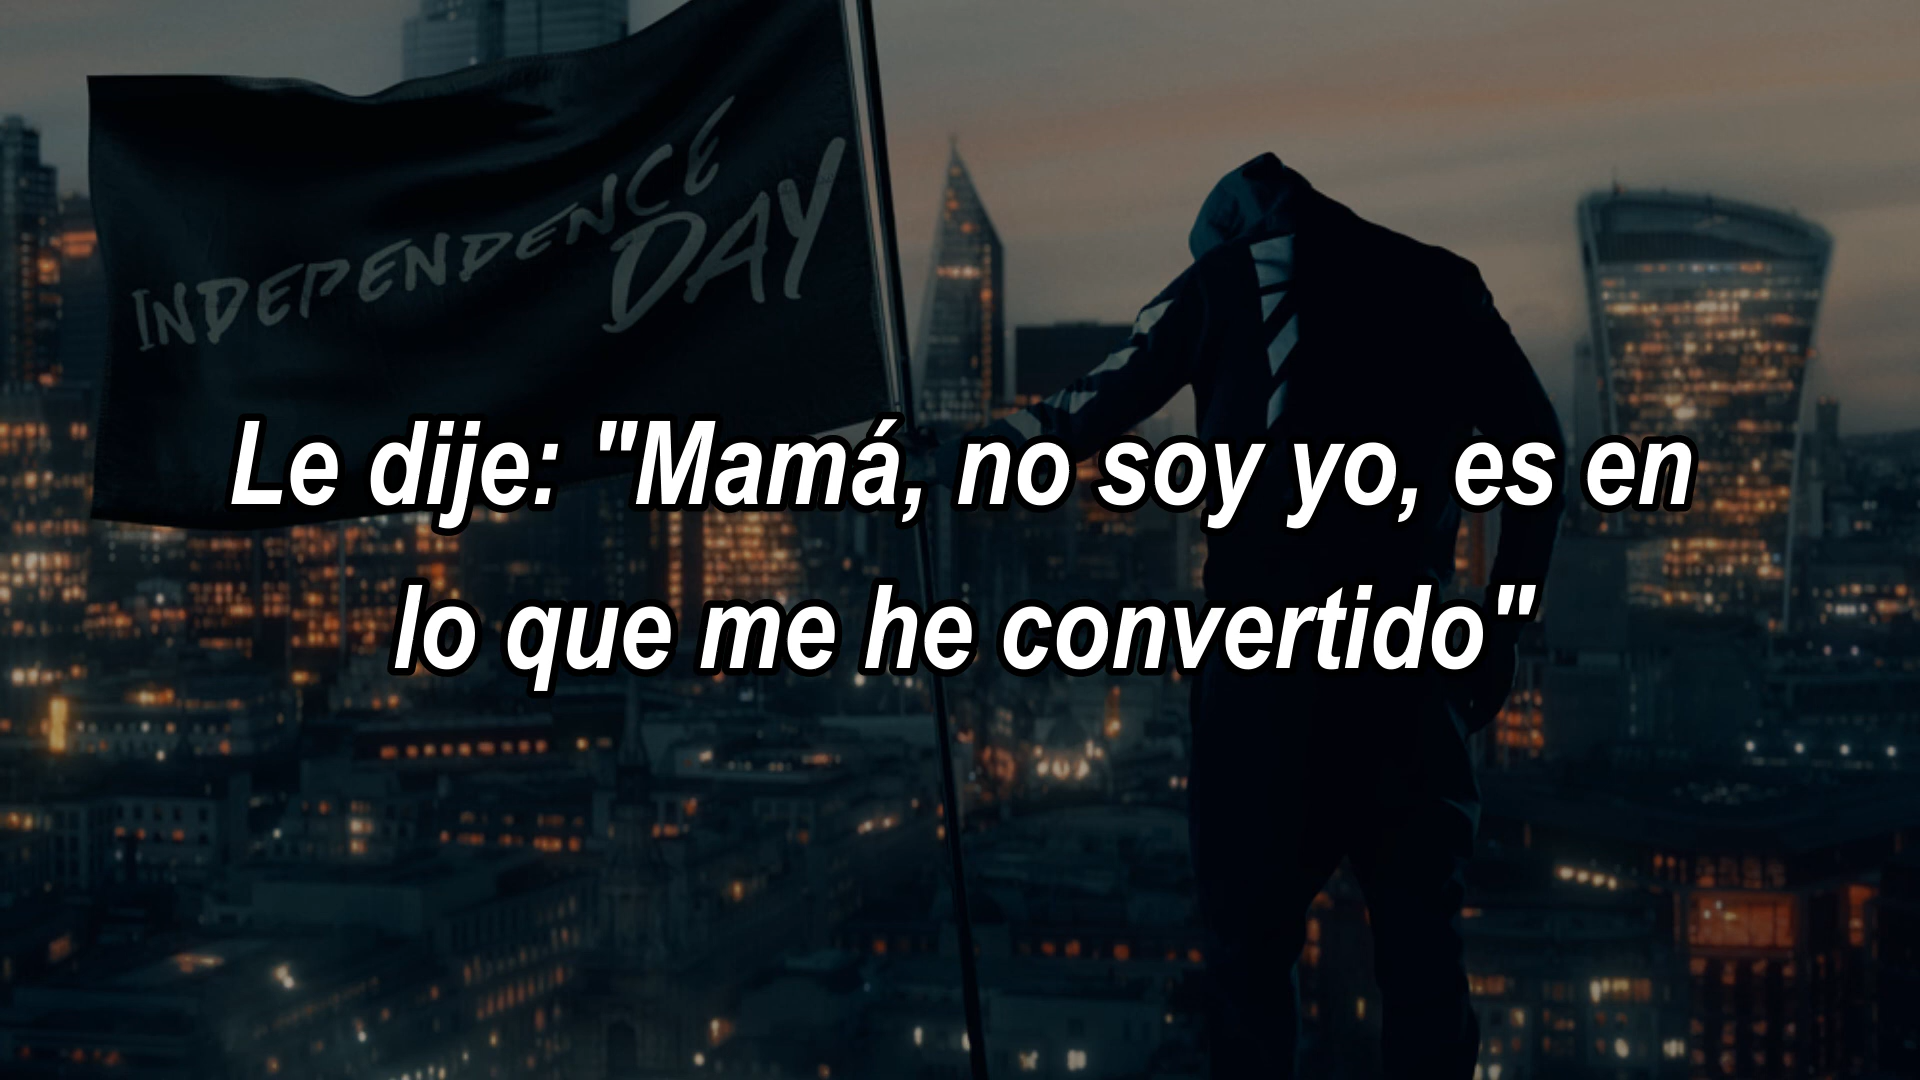 INDEPENDENCE
DAY
Le dije: "Mamá, no soy yo, es en
lo que me he convertido"